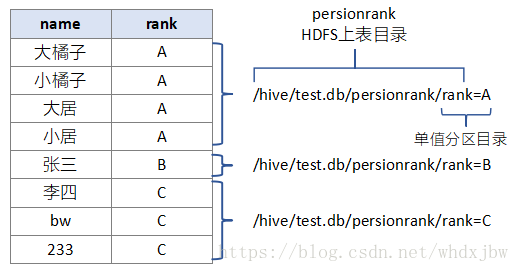 name rank
大橘子 A
小橘子 A
大居 A
小居 A
张三 B
李四 C
bw C
233 C
persionrank
HDFS上表目录
/hive/test.db/persionrank/rank=A
单值分区目录
/hive/test.db/persionrank/rank=B
/hive/test.db/persionrank/rank=C
https://blog.csdn.net/whdxjbw